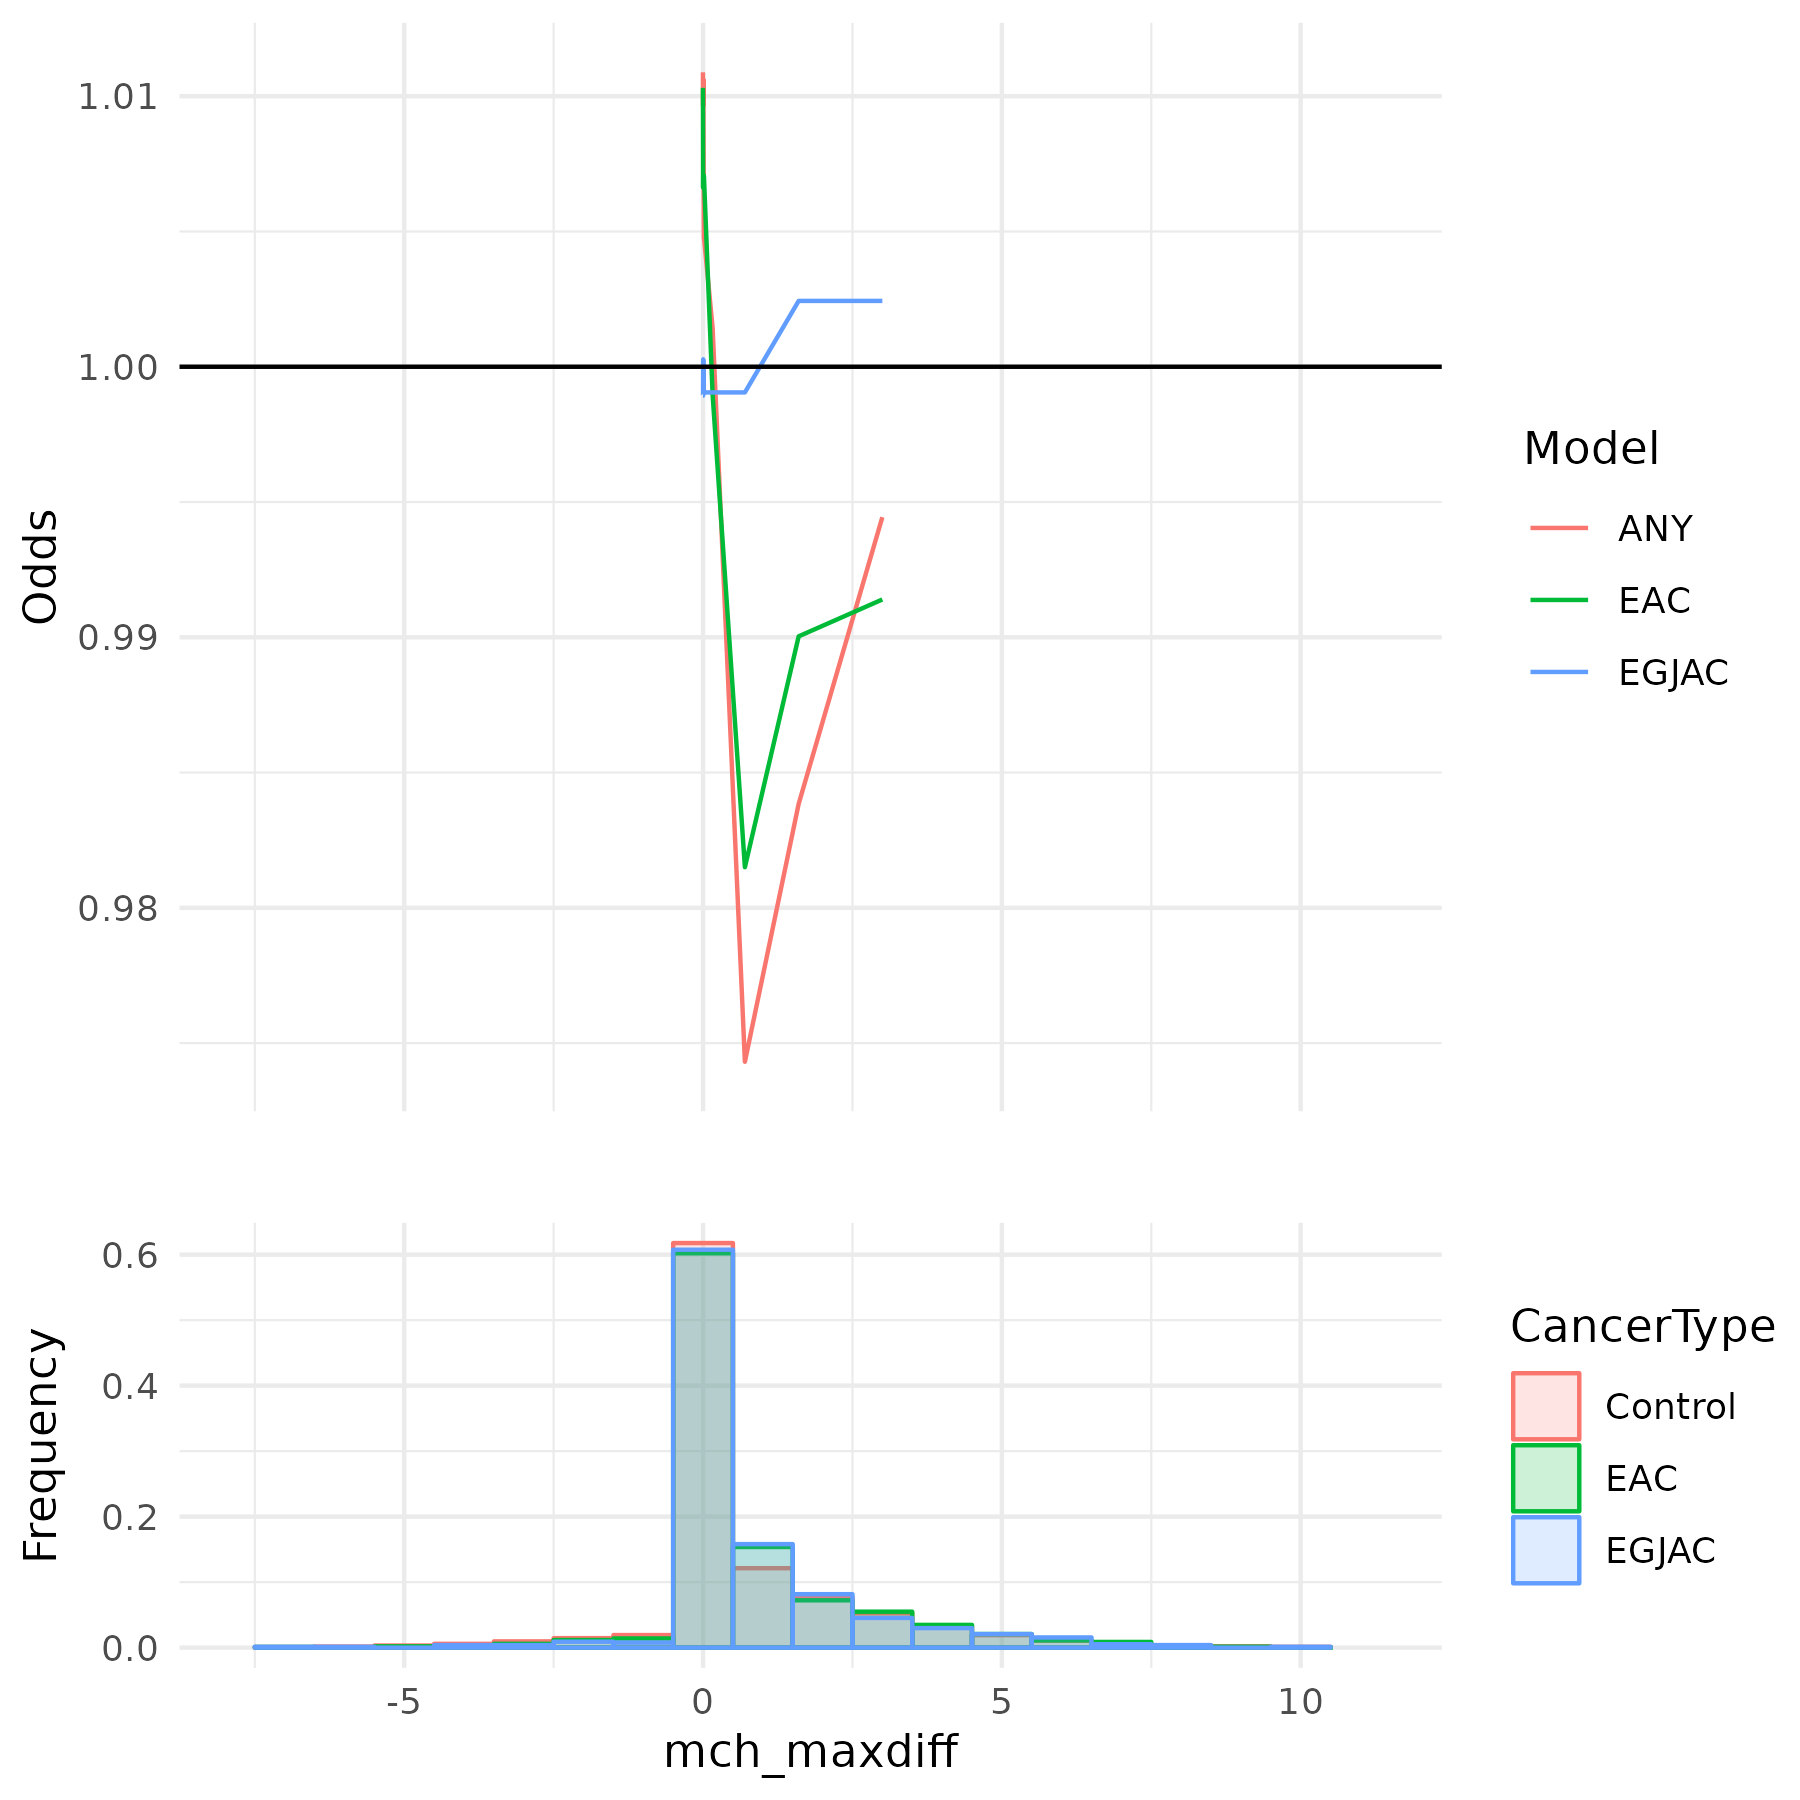 1.01
1.00
0.99
0.98
Odds
Model
ANY
EAC
EGJAC
0.6
0.4
0.2
0.0
Frequency
-5
0
5
10
mch_maxdiff
CancerType
Control
EAC
EGJAC